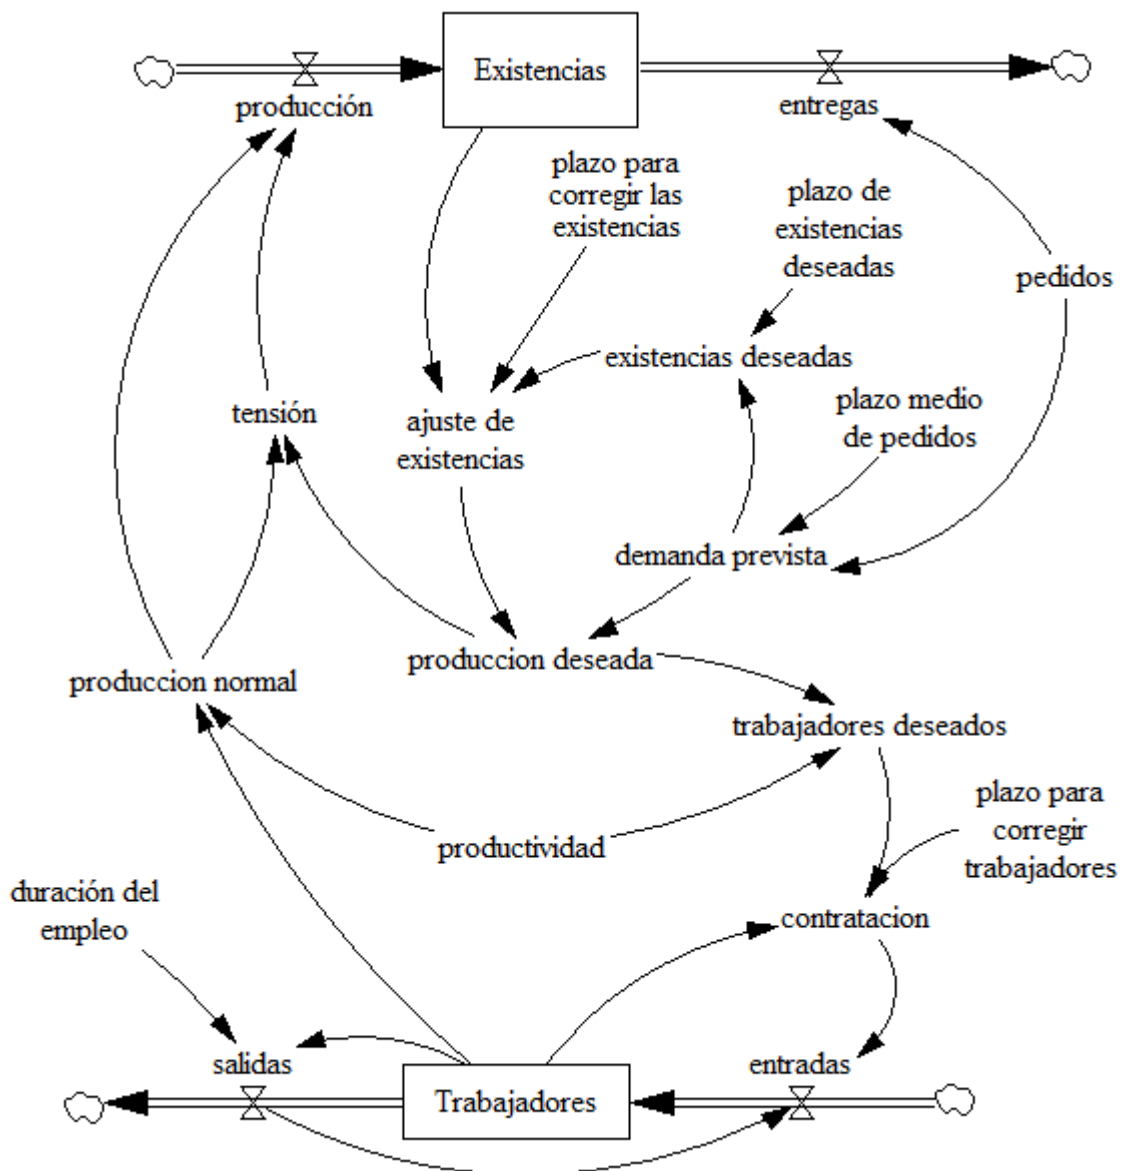 Existencias
producción
entregas
plazo para
corregir las
existencias
plazo de
existencias
deseadas
pedidos
existencias deseadas
tensión
ajuste de
existencias
plazo medio
de pedidos
demanda prevista
produccion normal
produccion deseada
trabajadores deseados
productividad
plazo para
corregir
trabajadores
duración del
empleo
contratacion
salidas
entradas
Trabajadores